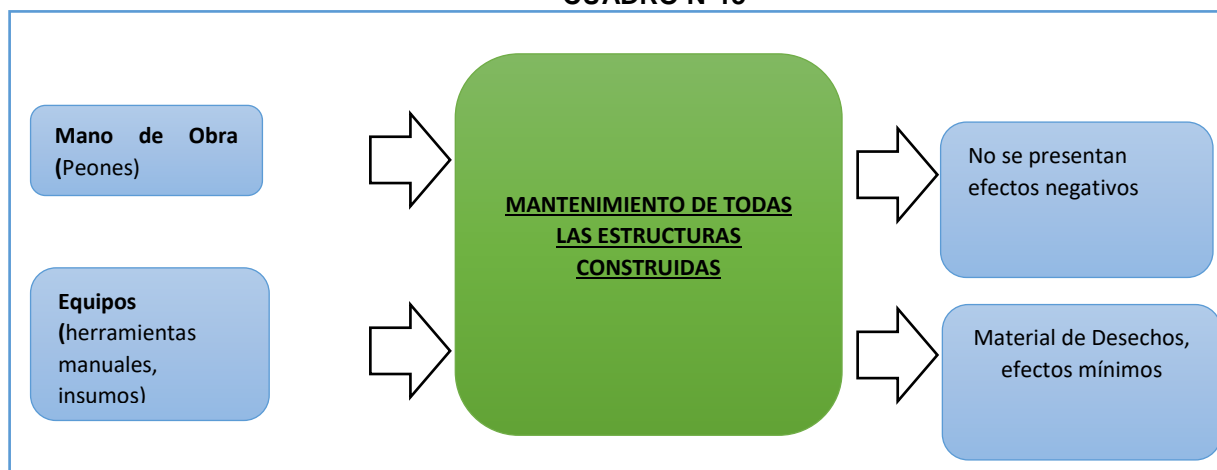 Mano de Obra
(Peones)
Equipos
(herramientas
manuales,
insumos)
MANTENIMIENTO DE TODAS
LAS ESTRUCTURAS
CONSTRUIDAS
No se presentan
efectos negativos
Material de Desechos,
efectos mínimos